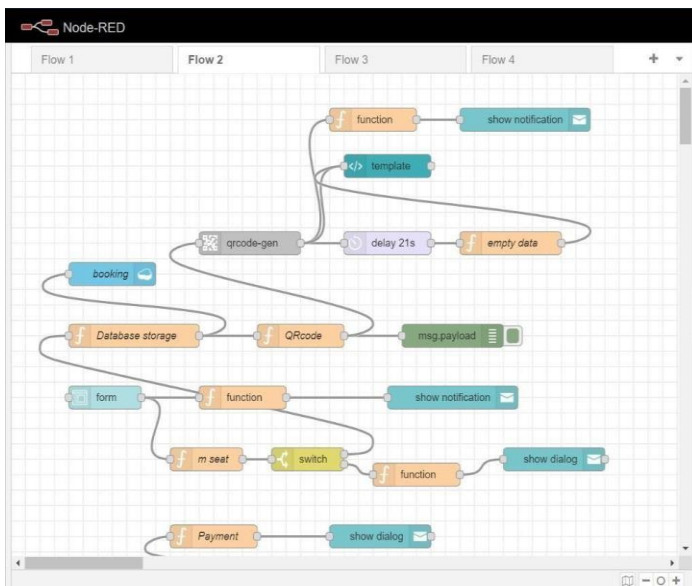 Node-RED
Flow 1
Flow 2
Flow 3
Flow 4
function
show notification
template
qrcode-gen
delay 21s
empty data
booking
Database storage
QRcode
msg.payload
form
function
show notification
m seat
switch
function
show dialog
Payment
show dialog